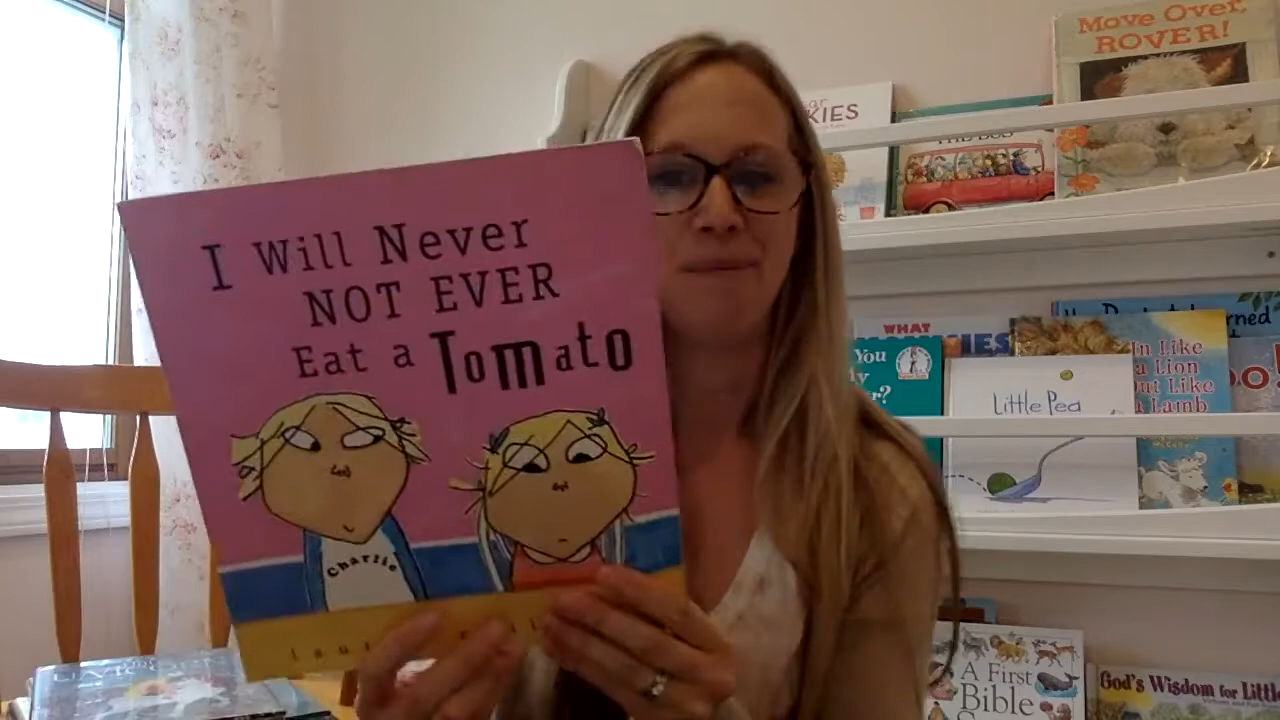 I Will Never
NOT EVER
Eat a Tomato
Charlie
KIES
Move Over,
ROVER!
WHAT
You
Little Pea
In Like
a Lion
Out Like
a Lamb
A First
Bible
God's Wisdom for Little